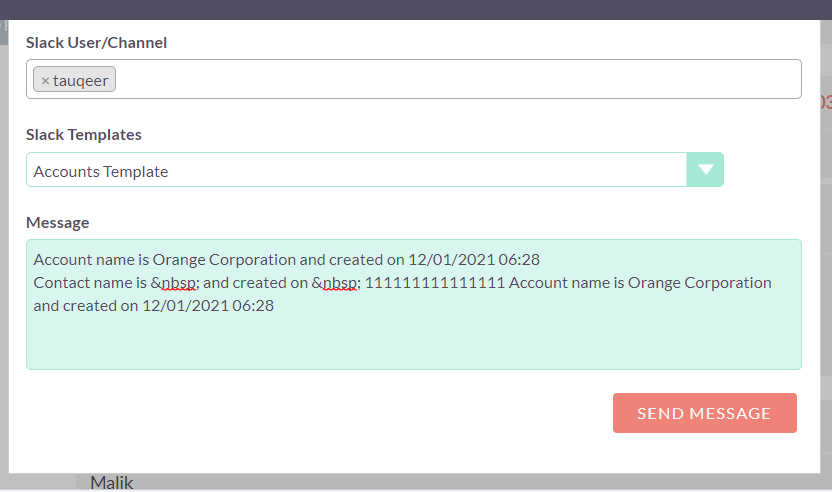 Slack User/Channel
× tauqeer
Slack Templates
Accounts Template
Message
Account name is Orange Corporation and created on 12/01/2021 06:28
Contact name is &nbsp; and created on &nbsp; 111111111111111 Account name is Orange Corporation
and created on 12/01/2021 06:28
SEND MESSAGE
Malik